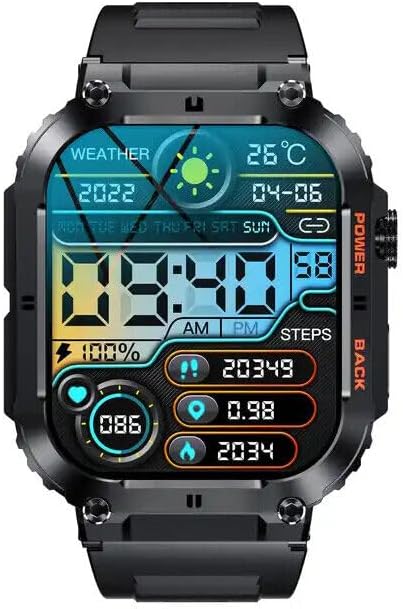 WEATHER 26°C
2022 04-06
MON TUE WED THU FRI SAT SUN
09:40 58
AM PM
100% STEPS
20349
0.98
086
2034
POWER
BACK